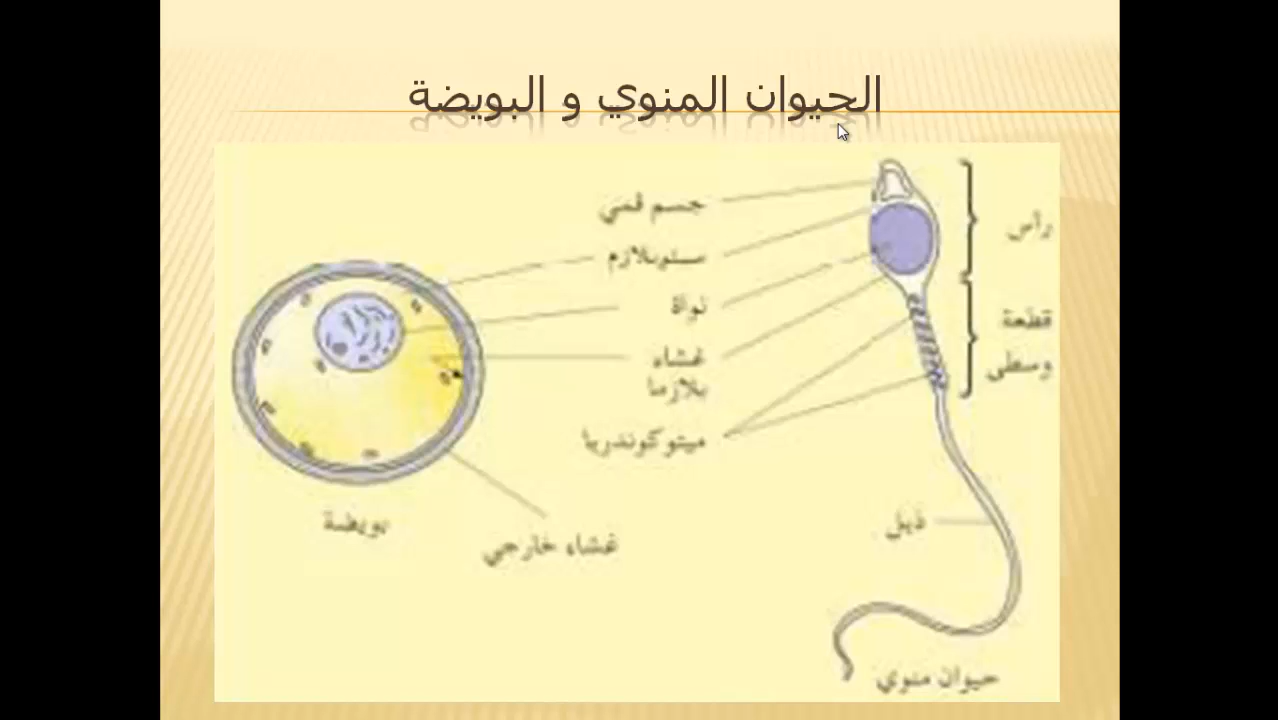 الحيوان المنوي و البويضة
جسم قمي
رأس
سيتوبلازم
نواة
قطعة
وسطى
غشاء
بلازما
ميتوكوندريا
ذيل
بويضة
غشاء خارجي
حيوان منوي